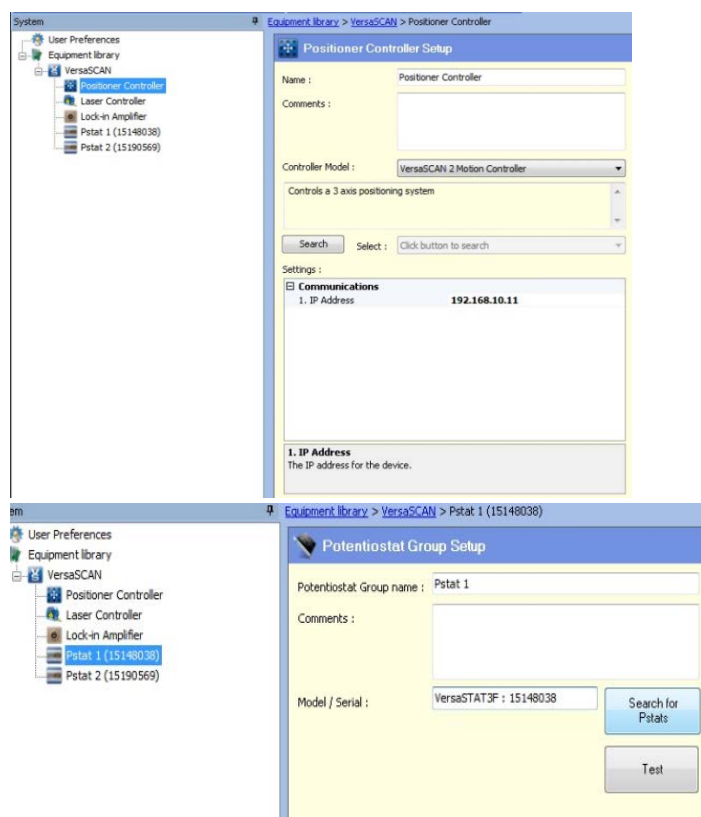 System
Equipment library > VersaSCAN > Positioner Controller
User Preferences
Equipment library
VersaSCAN
Positioner Controller
Laser Controller
Lock-in Amplifier
Pstat 1 (15148038)
Pstat 2 (15190569)
Positioner Controller Setup
Name : Positioner Controller
Comments :
Controller Model : VersaSCAN 2 Motion Controller
Controls a 3 axis positioning system
Search Select : Click button to search
Settings :
Communications
1. IP Address 192.168.10.11
1. IP Address
The IP address for the device.
em
Equipment library > VersaSCAN > Pstat 1 (15148038)
User Preferences
Equipment library
VersaSCAN
Positioner Controller
Laser Controller
Lock-in Amplifier
Pstat 1 (15148038)
Pstat 2 (15190569)
Potentiostat Group Setup
Potentiostat Group name : Pstat 1
Comments :
Model / Serial : VersaSTAT3F : 15148038
Search for
Pstats
Test